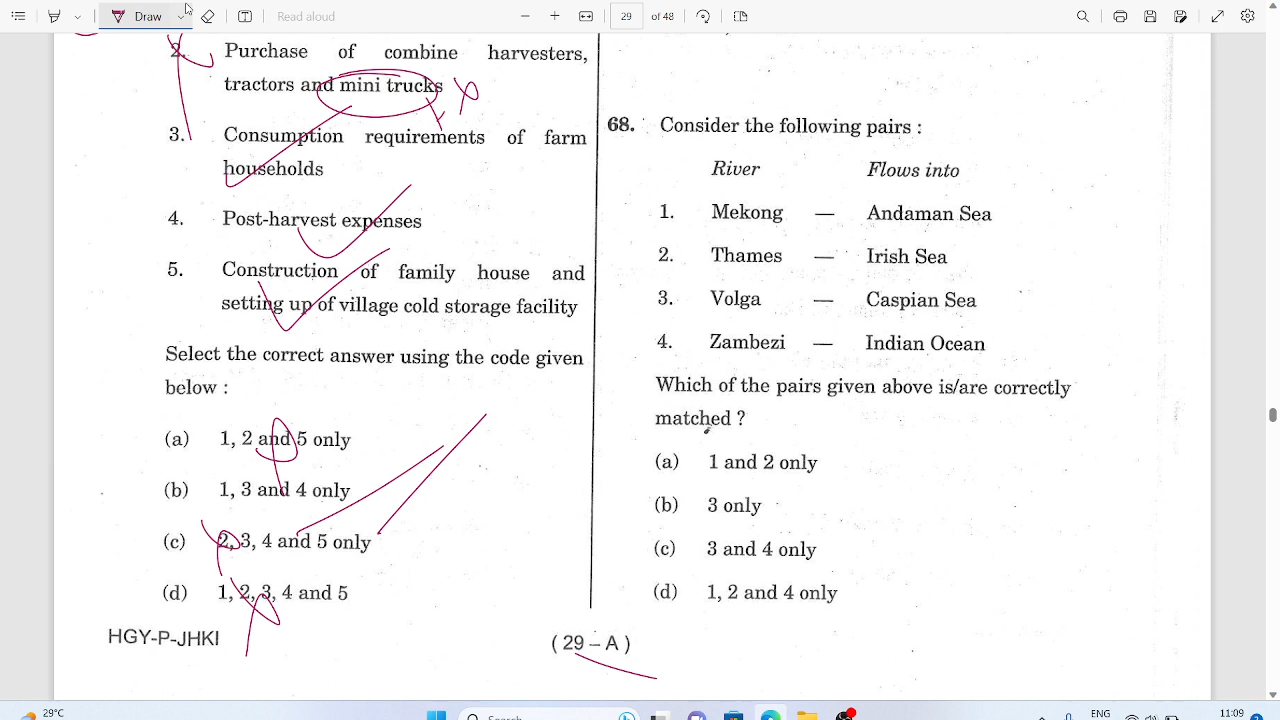 Draw
Read aloud
29 of 48
2. Purchase of combine harvesters,
tractors and mini trucks
3. Consumption requirements of farm
households
4. Post-harvest expenses
5. Construction of family house and
setting up of village cold storage facility
Select the correct answer using the code given
below :
(a) 1, 2 and 5 only
(b) 1, 3 and 4 only
(c) 2, 3, 4 and 5 only
(d) 1, 2, 3, 4 and 5
HGY-P-JHKI
68. Consider the following pairs :
River Flows into
1. Mekong — Andaman Sea
2. Thames — Irish Sea
3. Volga — Caspian Sea
4. Zambezi — Indian Ocean
Which of the pairs given above is/are correctly
matched ?
(a) 1 and 2 only
(b) 3 only
(c) 3 and 4 only
(d) 1, 2 and 4 only
( 29 – A )
29°C
Search
ENG
11:09